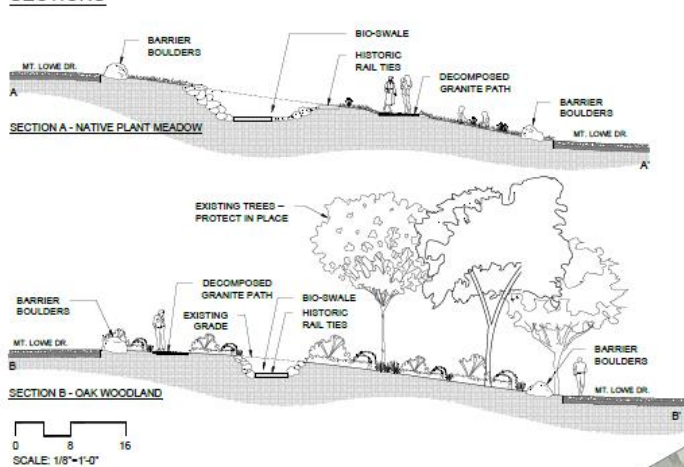 SECTIONS
BARRIER
BOULDERS
BIO-SWALE
HISTORIC
RAIL TIES
DECOMPOSED
GRANITE PATH
BARRIER
BOULDERS
MT. LOWE DR.
A
SECTION A - NATIVE PLANT MEADOW
MT. LOWE DR.
A'
EXISTING TREES –
PROTECT IN PLACE
DECOMPOSED
GRANITE PATH
BIO-SWALE
HISTORIC
RAIL TIES
BARRIER
BOULDERS
EXISTING
GRADE
MT. LOWE DR.
B
BARRIER
BOULDERS
SECTION B - OAK WOODLAND
MT. LOWE DR.
B'
0 8 16
SCALE: 1/8"=1'-0"